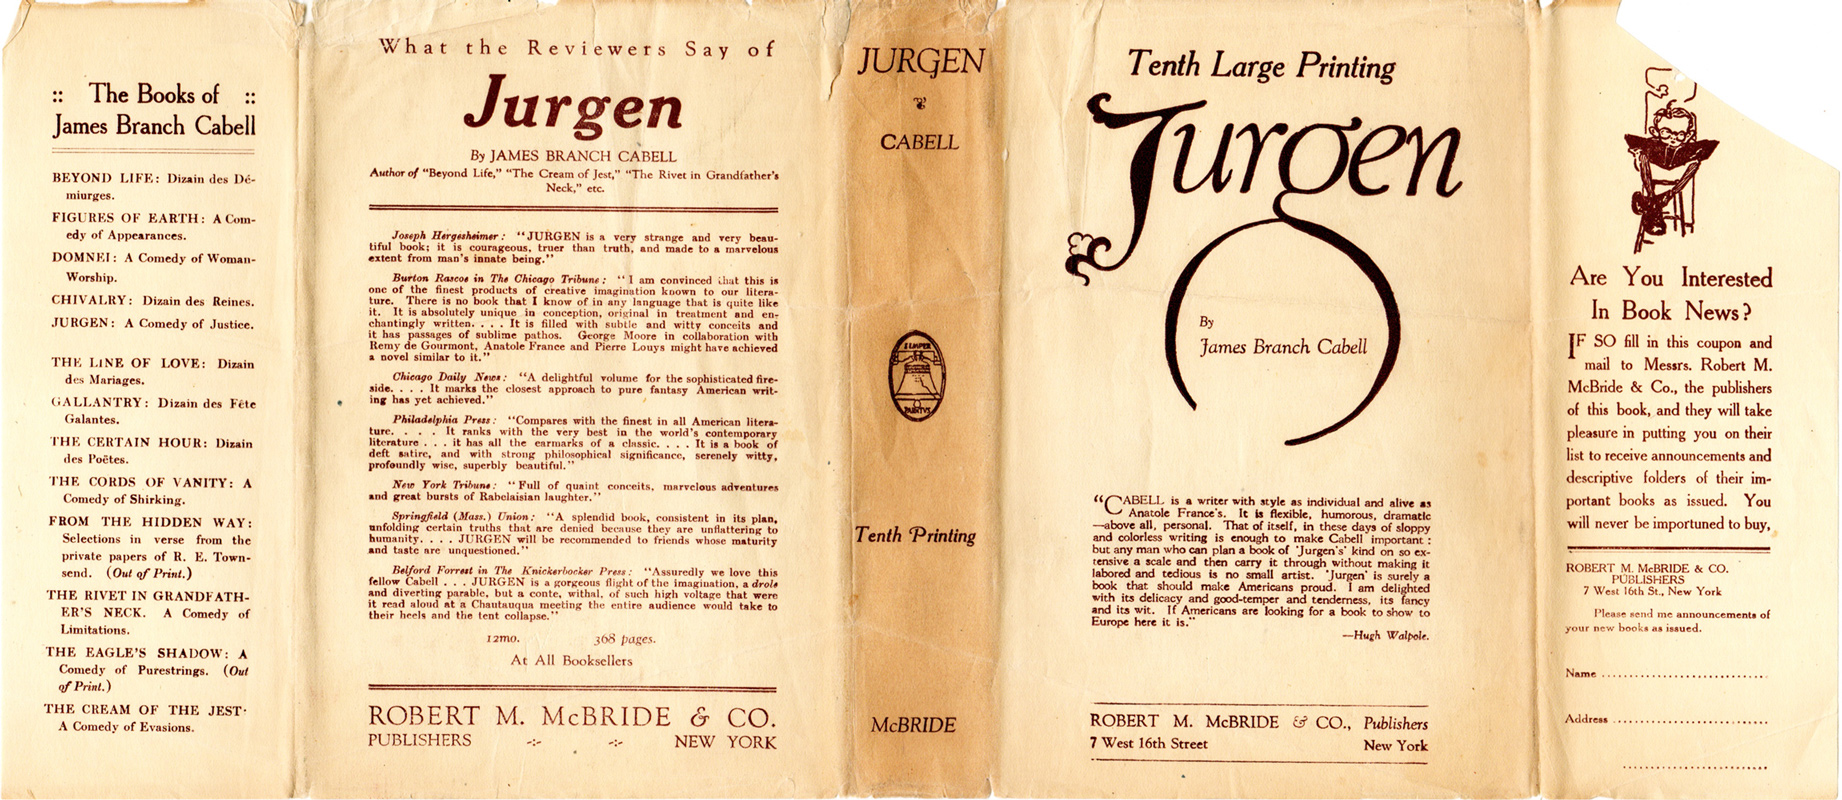 :: The Books of ::
James Branch Cabell
BEYOND LIFE: Dizain des Dé-
miurges.
FIGURES OF EARTH: A Com-
edy of Appearances.
DOMNEI: A Comedy of Woman-
Worship.
CHIVALRY: Dizain des Reines.
JURGEN: A Comedy of Justice.
THE LINE OF LOVE: Dizain
des Mariages.
GALLANTRY: Dizain des Fête
Galantes.
THE CERTAIN HOUR: Dizain
des Poëtes.
THE CORDS OF VANITY: A
Comedy of Shirking.
FROM THE HIDDEN WAY:
Selections in verse from the
private papers of R. E. Town-
send. (Out of Print.)
THE RIVET IN GRANDFATH-
ER'S NECK. A Comedy of
Limitations.
THE EAGLE'S SHADOW: A
Comedy of Purestrings. (Out
of Print.)
THE CREAM OF THE JEST·
A Comedy of Evasions.
What the Reviewers Say of
Jurgen
By JAMES BRANCH CABELL
Author of "Beyond Life," "The Cream of Jest," "The Rivet in Grandfather's
Neck," etc.
Joseph Hergesheimer: "JURGEN is a very strange and very beau-
tiful book; it is courageous, truer than truth, and made to a marvelous
extent from man's innate being."
Burton Rascoe in The Chicago Tribune: "I am convinced that this is
one of the finest products of creative imagination known to our litera-
ture. There is no book that I know of in any language that is quite like
it. It is absolutely unique in conception, original in treatment and en-
chantingly written. . . . It is filled with subtle and witty conceits and
it has passages of sublime pathos. George Moore in collaboration with
Remy de Gourmont, Anatole France and Pierre Louys might have achieved
a novel similar to it."
Chicago Daily News: "A delightful volume for the sophisticated fire-
side. . . . It marks the closest approach to pure fantasy American writ-
ing has yet achieved."
Philadelphia Press: "Compares with the finest in all American litera-
ture. . . . It ranks with the very best in the world's contemporary
literature . . . it has all the earmarks of a classic. . . . It is a book of
deft satire, and with strong philosophical significance, serenely witty,
profoundly wise, superbly beautiful."
New York Tribune: "Full of quaint conceits, marvelous adventures
and great bursts of Rabelaisian laughter."
Springfield (Mass.) Union: "A splendid book, consistent in its plan,
unfolding certain truths that are denied because they are unflattering to
humanity. . . . JURGEN will be recommended to friends whose maturity
and taste are unquestioned."
Belford Forrest in The Knickerbocker Press: "Assuredly we love this
fellow Cabell . . . JURGEN is a gorgeous flight of the imagination, a drole
and diverting parable, but a conte, withal, of such high voltage that were
it read aloud at a Chautauqua meeting the entire audience would take to
their heels and the tent collapse."
12mo. 368 pages.
At All Booksellers
ROBERT M. McBRIDE & CO.
PUBLISHERS -:- -:- NEW YORK
JURGEN
CABELL
SEMPER
PARATVS
Tenth Printing
McBRIDE
Tenth Large Printing
Jurgen
By
James Branch Cabell
"CABELL is a writer with style as individual and alive as
Anatole France's. It is flexible, humorous, dramatic
—above all, personal. That of itself, in these days of sloppy
and colorless writing is enough to make Cabell important:
but any man who can plan a book of 'Jurgen's' kind on so ex-
tensive a scale and then carry it through without making it
labored and tedious is no small artist. 'Jurgen' is surely a
book that should make Americans proud. I am delighted
with its delicacy and good-temper and tenderness, its fancy
and its wit. If Americans are looking for a book to show to
Europe here it is."
—Hugh Walpole.
ROBERT M. McBRIDE & CO., Publishers
7 West 16th Street New York
Are You Interested
In Book News?
IF SO fill in this coupon and
mail to Messrs. Robert M.
McBride & Co., the publishers
of this book, and they will take
pleasure in putting you on their
list to receive announcements and
descriptive folders of their im-
portant books as issued. You
will never be importuned to buy,
ROBERT M. McBRIDE & CO.
PUBLISHERS
7 West 16th St., New York
Please send me announcements of
your new books as issued.
Name
Address